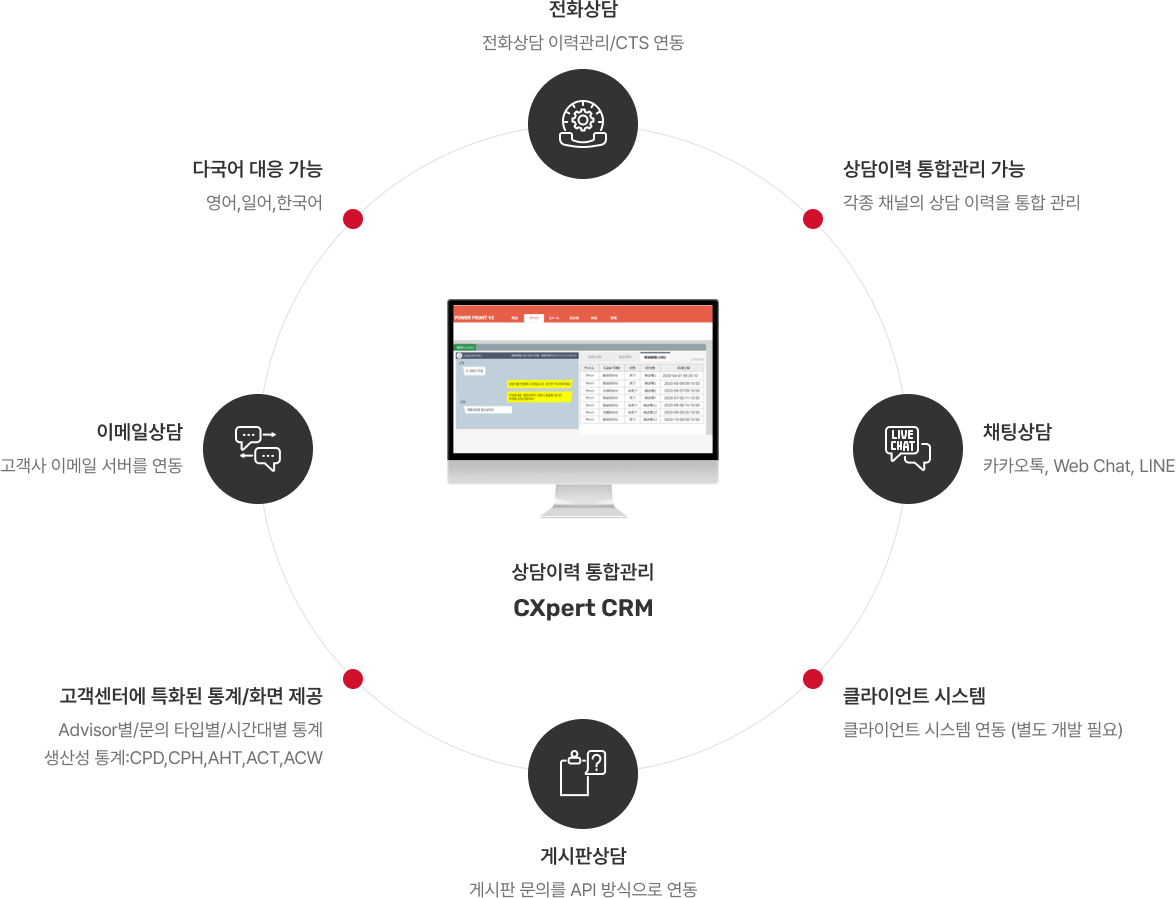 전화상담
전화상담 이력관리/CTS 연동
다국어 대응 가능
영어,일어,한국어
상담이력 통합관리 가능
각종 채널의 상담 이력을 통합 관리
POWER FRONT V2
Case Title
이메일상담
고객사 이메일 서버를 연동
LIVE
CHAT
채팅상담
카카오톡, Web Chat, LINE
상담이력 통합관리
CXpert CRM
고객센터에 특화된 통계/화면 제공
Advisor별/문의 타입별/시간대별 통계
생산성 통계:CPD,CPH,AHT,ACT,ACW
클라이언트 시스템
클라이언트 시스템 연동 (별도 개발 필요)
?
게시판상담
게시판 문의를 API 방식으로 연동